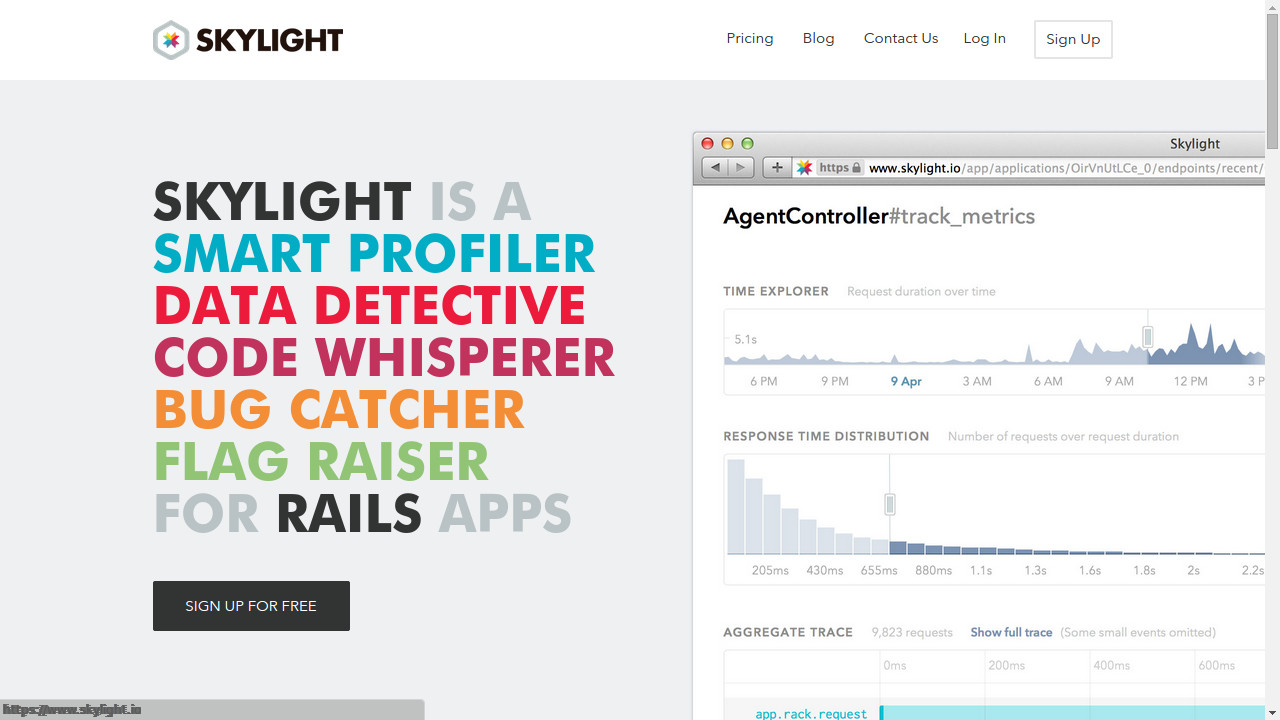 SKYLIGHT
Pricing Blog Contact Us Log In Sign Up
SKYLIGHT IS A
SMART PROFILER
DATA DETECTIVE
CODE WHISPERER
BUG CATCHER
FLAG RAISER
FOR RAILS APPS
SIGN UP FOR FREE
Skylight
https www.skylight.io/app/applications/OirVnUtLCe_0/endpoints/recent/
AgentController#track_metrics
TIME EXPLORER Request duration over time
5.1s
6 PM 9 PM 9 Apr 3 AM 6 AM 9 AM 12 PM 3 P
RESPONSE TIME DISTRIBUTION Number of requests over request duration
205ms 430ms 655ms 880ms 1.1s 1.3s 1.6s 1.8s 2s 2.2s
AGGREGATE TRACE 9,823 requests Show full trace (Some small events omitted)
0ms 200ms 400ms 600ms
app.rack.request